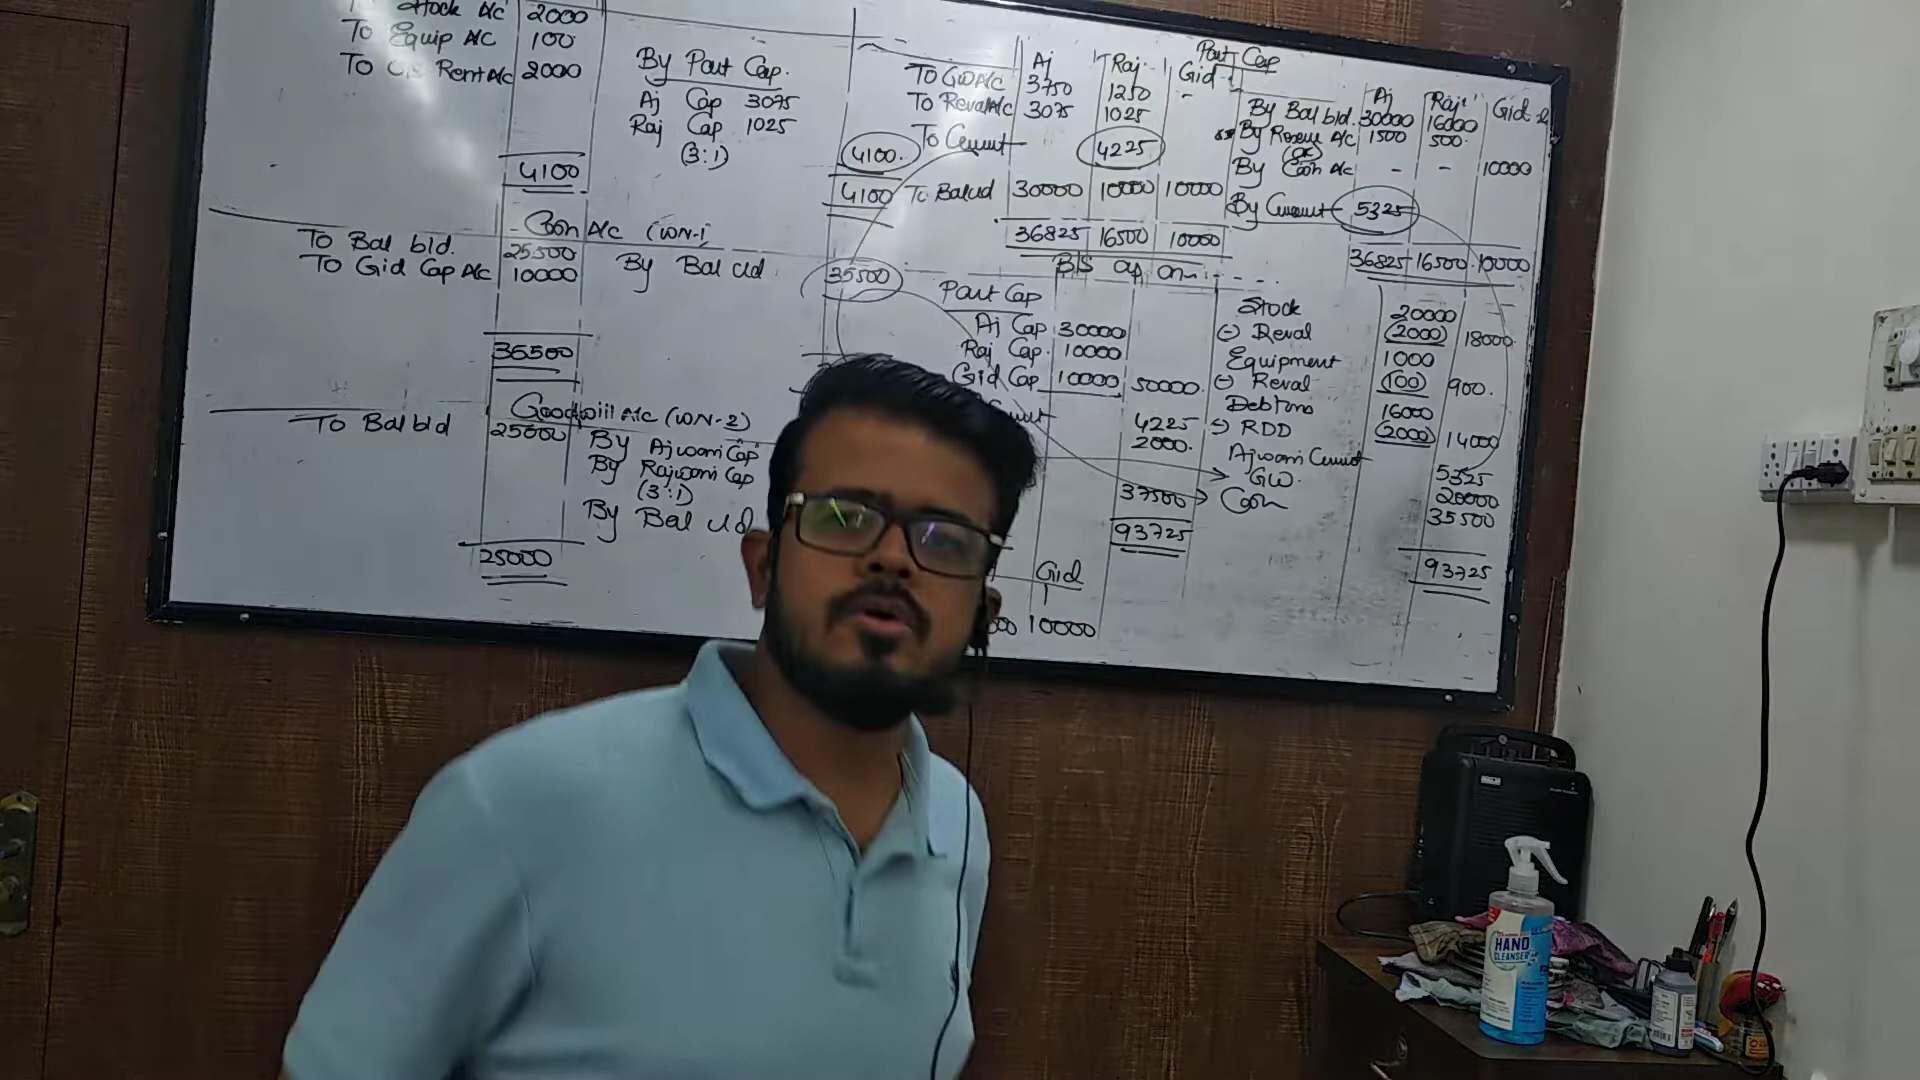 Stock A/c 2000
To Equip A/c 100
To O/s Rent A/c 2000
4100
By Part Cap.
Aj Cap 3075
Raj Cap 1025
(3:1)
4100
4100
Cash A/c (WN-1)
To Bal b/d. 25500
To Gid Cap A/c 10000
By Bal c/d 35500
35500
Goodwill A/c (WN-2)
To Bal b/d 25000
By Ajwani Cap
By Rajwani Cap
(3:1)
By Bal c/d
25000
Part Cap
Aj Raj Gid
To GW A/c 3750 1250 -
To Reval A/c 3075 1025
To Current 4225
To Bal c/d 30000 10000 10000
36825 16500 10000
Aj Raj Gid
By Bal b/d. 30000 16000
By Reserve A/c 1500 500
By Cash A/c - - 10000
By Current 5325
36825 16500 10000
B/S as on
Part Cap
Aj Cap 30000
Raj Cap 10000
Gid Cap 10000 50000
4225
2000
37500
93725
Stock 20000
(-) Reval (2000) 18000
Equipment 1000
(-) Reval (100) 900
Debtors 16000
RDD (2000) 14000
Ajwani Current 5325
GW. 20000
Cash 35500
93725
Gid
10000
HAND
CLEANSER